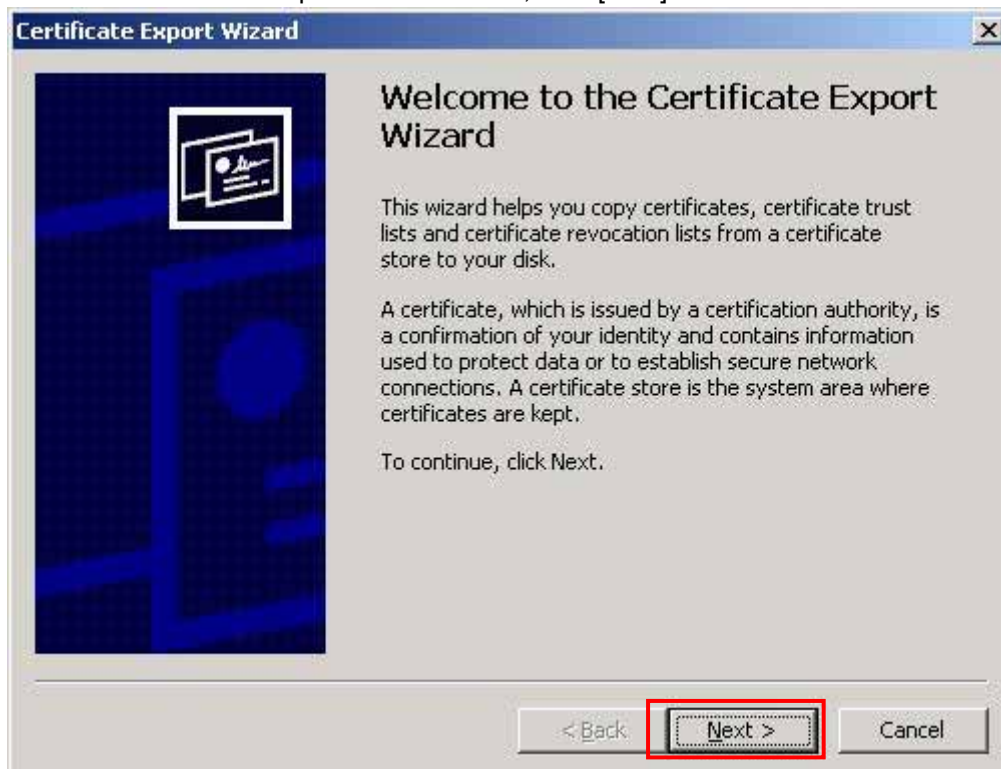 Certificate Export Wizard
Welcome to the Certificate Export
Wizard
This wizard helps you copy certificates, certificate trust
lists and certificate revocation lists from a certificate
store to your disk.
A certificate, which is issued by a certification authority, is
a confirmation of your identity and contains information
used to protect data or to establish secure network
connections. A certificate store is the system area where
certificates are kept.
To continue, click Next.
< Back Next > Cancel